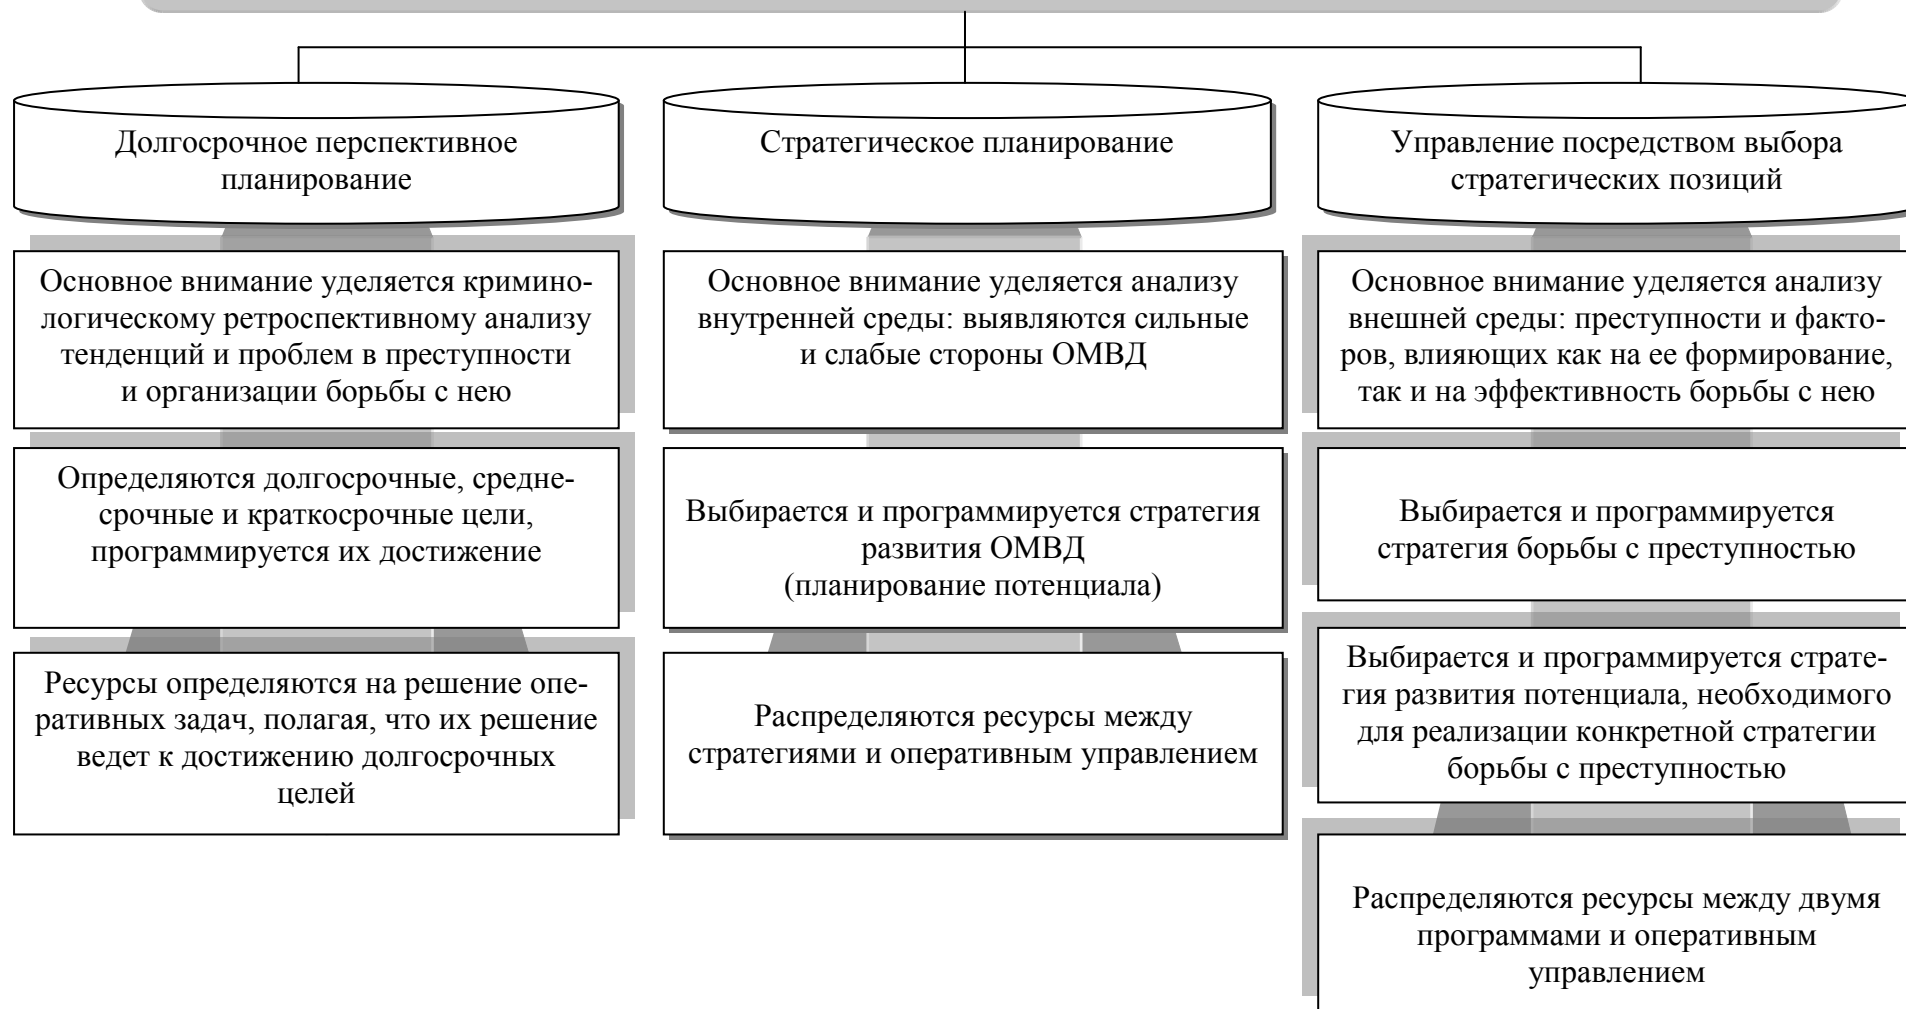 Долгосрочное перспективное
планирование
Стратегическое планирование
Управление посредством выбора
стратегических позиций
Основное внимание уделяется кримино-
логическому ретроспективному анализу
тенденций и проблем в преступности
и организации борьбы с нею
Основное внимание уделяется анализу
внутренней среды: выявляются сильные
и слабые стороны ОМВД
Основное внимание уделяется анализу
внешней среды: преступности и факто-
ров, влияющих как на ее формирование,
так и на эффективность борьбы с нею
Определяются долгосрочные, средне-
срочные и краткосрочные цели,
программируется их достижение
Выбирается и программируется стратегия
развития ОМВД
(планирование потенциала)
Выбирается и программируется
стратегия борьбы с преступностью
Ресурсы определяются на решение опе-
ративных задач, полагая, что их решение
ведет к достижению долгосрочных
целей
Распределяются ресурсы между
стратегиями и оперативным управлением
Выбирается и программируется страте-
гия развития потенциала, необходимого
для реализации конкретной стратегии
борьбы с преступностью
Распределяются ресурсы между двумя
программами и оперативным
управлением